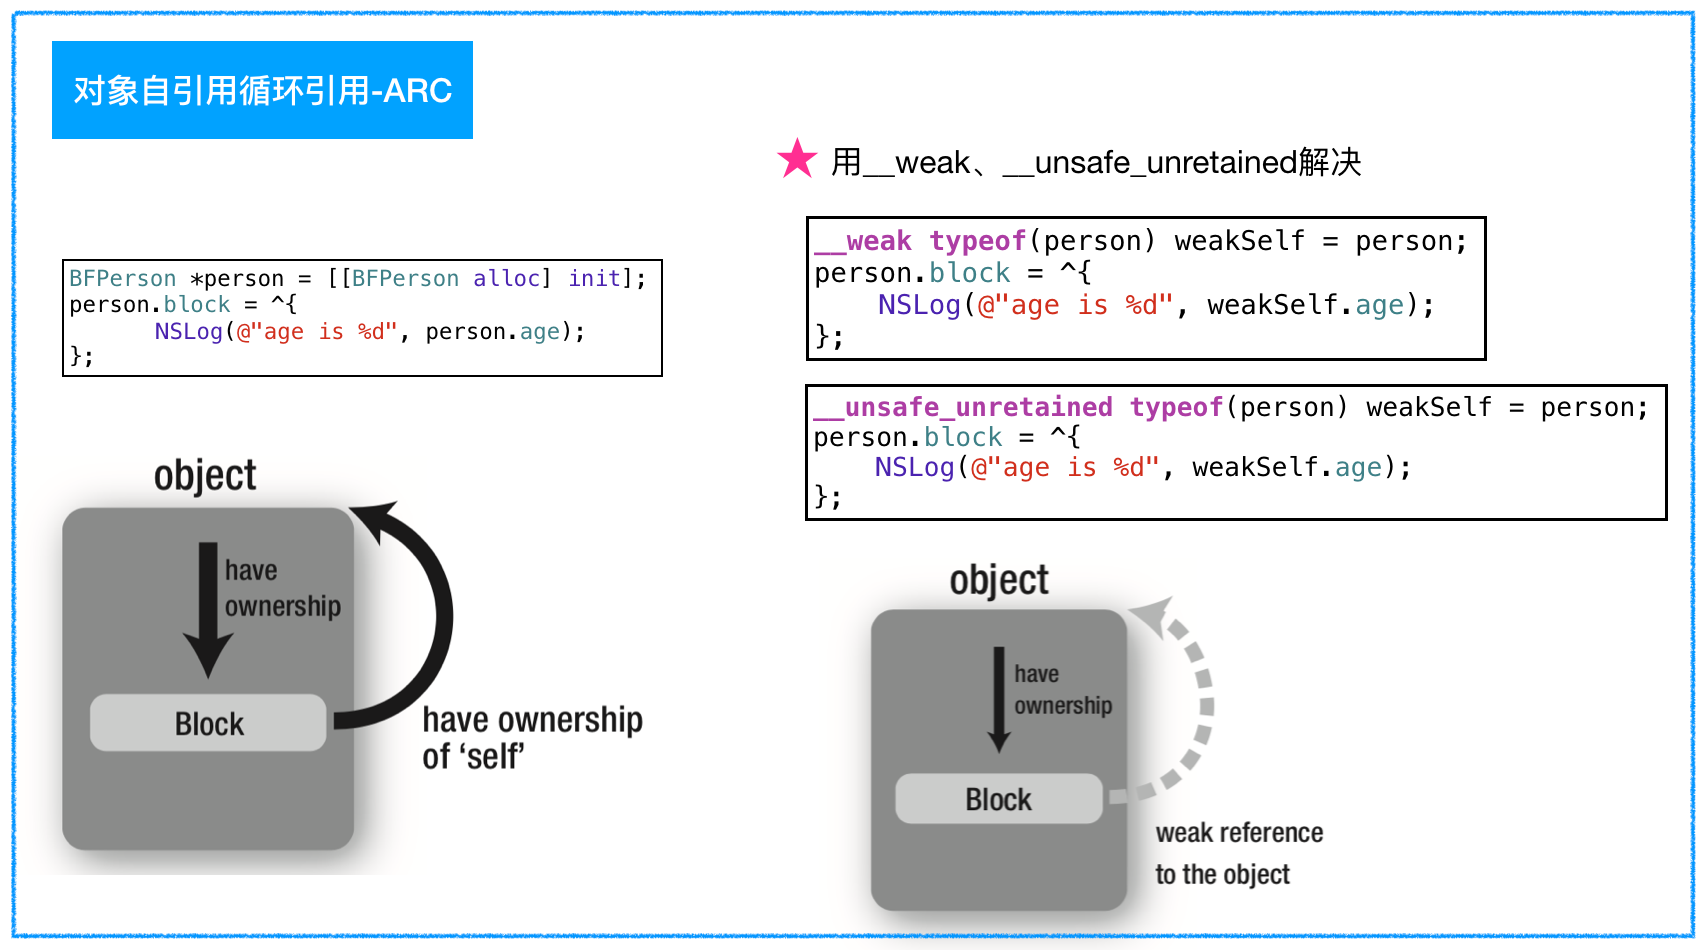 对象自引用循环引用-ARC
BFPerson *person = [[BFPerson alloc] init];
person.block = ^{
NSLog(@"age is %d", person.age);
};
object
have
ownership
Block
have ownership
of ‘self’
★ 用__weak、__unsafe_unretained解决
__weak typeof(person) weakSelf = person;
person.block = ^{
NSLog(@"age is %d", weakSelf.age);
};
__unsafe_unretained typeof(person) weakSelf = person;
person.block = ^{
NSLog(@"age is %d", weakSelf.age);
};
object
have
ownership
Block
weak reference
to the object